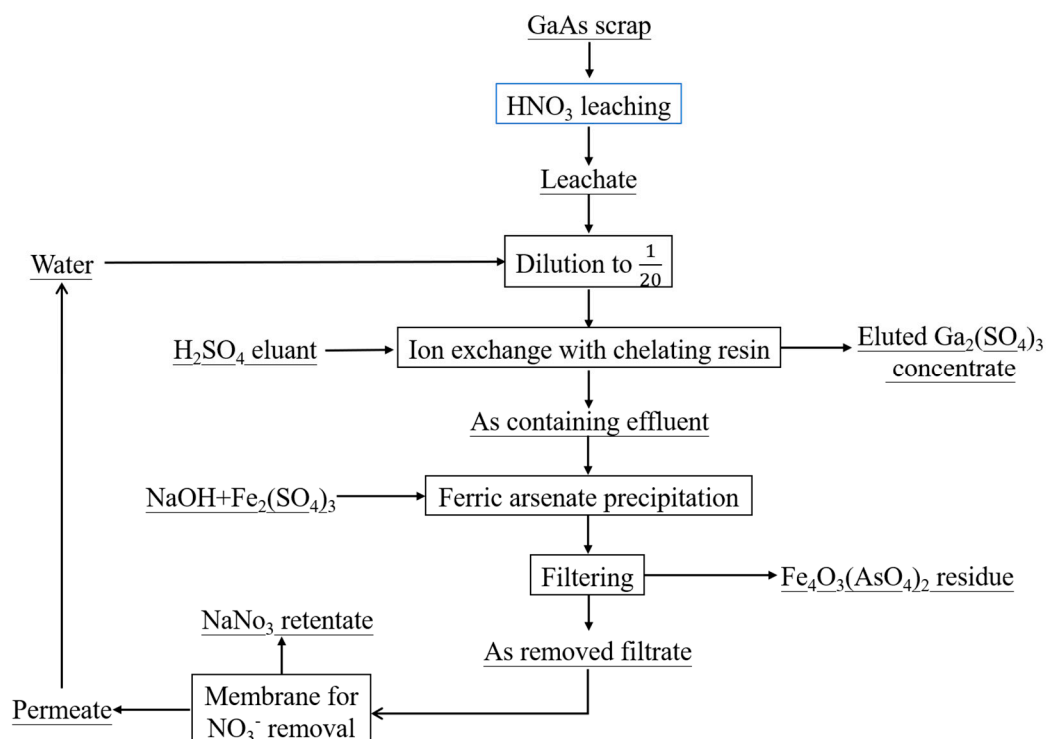 GaAs scrap
HNO₃ leaching
Leachate
Water
Dilution to 1/20
H₂SO₄ eluant
Ion exchange with chelating resin
Eluted Ga₂(SO₄)₃
concentrate
As containing effluent
NaOH+Fe₂(SO₄)₃
Ferric arsenate precipitation
Filtering
Fe₄O₃(AsO₄)₂ residue
NaNo₃ retentate
As removed filtrate
Permeate
Membrane for
NO₃⁻ removal